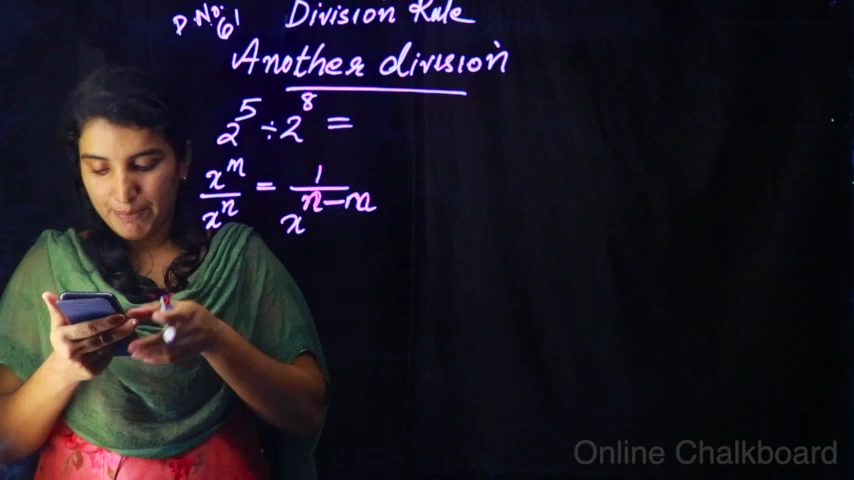 P.No: 61 Division Rule
Another division
2^5 ÷ 2^8 =
x^m / x^n = 1 / x^(n-m)
Online Chalkboard